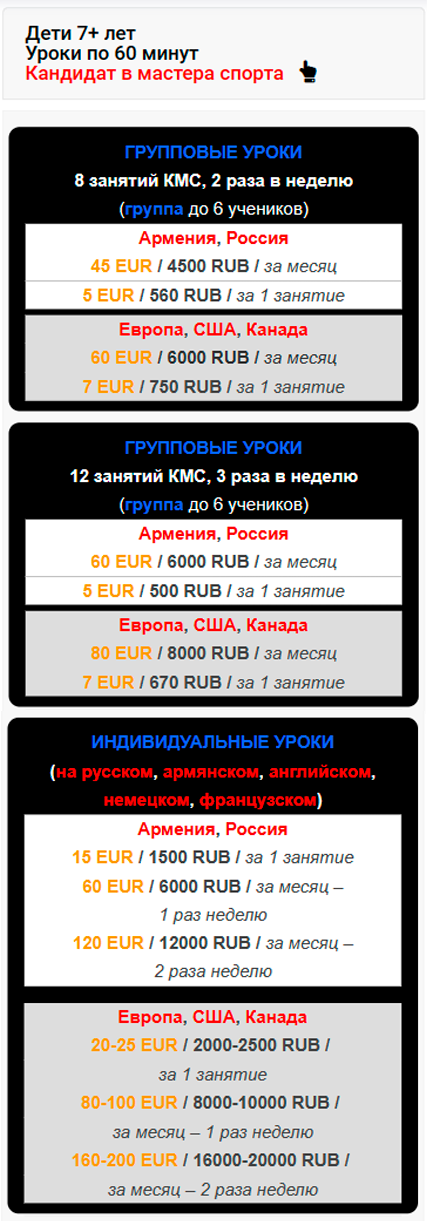 Дети 7+ лет
Уроки по 60 минут
Кандидат в мастера спорта
ГРУППОВЫЕ УРОКИ
8 занятий КМС, 2 раза в неделю
(группа до 6 учеников)
Армения, Россия
45 EUR / 4500 RUB / за месяц
5 EUR / 560 RUB / за 1 занятие
Европа, США, Канада
60 EUR / 6000 RUB / за месяц
7 EUR / 750 RUB / за 1 занятие
ГРУППОВЫЕ УРОКИ
12 занятий КМС, 3 раза в неделю
(группа до 6 учеников)
Армения, Россия
60 EUR / 6000 RUB / за месяц
5 EUR / 500 RUB / за 1 занятие
Европа, США, Канада
80 EUR / 8000 RUB / за месяц
7 EUR / 670 RUB / за 1 занятие
ИНДИВИДУАЛЬНЫЕ УРОКИ
(на русском, армянском, английском,
немецком, французском)
Армения, Россия
15 EUR / 1500 RUB / за 1 занятие
60 EUR / 6000 RUB / за месяц –
1 раз неделю
120 EUR / 12000 RUB / за месяц –
2 раза неделю
Европа, США, Канада
20-25 EUR / 2000-2500 RUB /
за 1 занятие
80-100 EUR / 8000-10000 RUB /
за месяц – 1 раз неделю
160-200 EUR / 16000-20000 RUB /
за месяц – 2 раза неделю